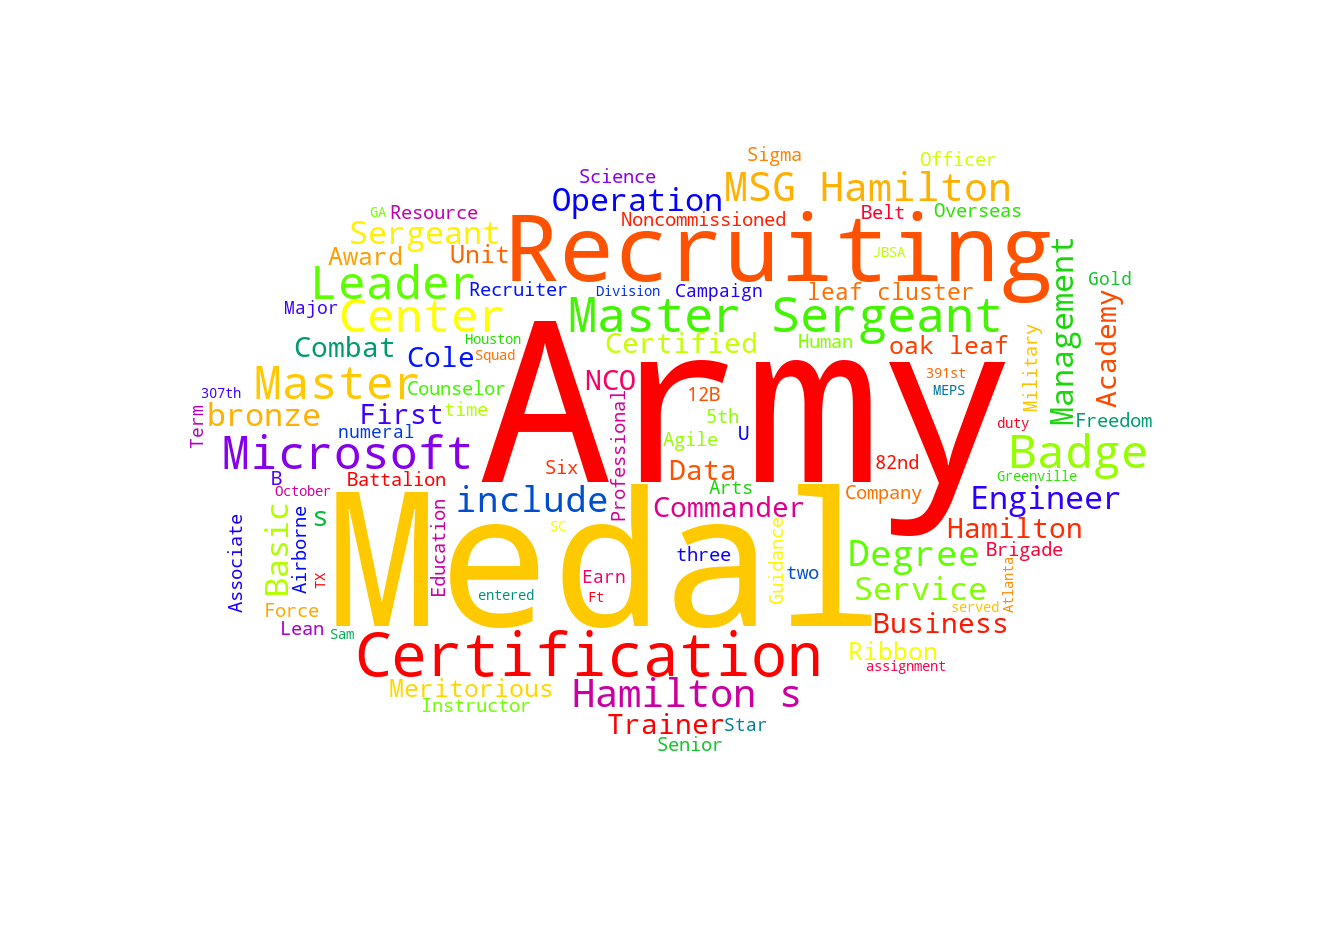 Sigma
Officer
Science
MSG Hamilton
Operation
GA
Resource
Noncommissioned
Belt
Overseas
Sergeant
Recruiting
Award
Unit
JBSA
Leader
Recruiter
Division
Campaign
leaf cluster
Management
Gold
Major
Center
Master Sergeant
Academy
Combat
Cole
Houston
Squad
Certified
Human
oak leaf
Military
Master
Counselor
NCO
Army
391st
MEPS
307th
12B
bronze
First
time
Professional
5th
Term
numeral
Agile
U
duty
Freedom
Microsoft
Six
Data
82nd
Badge
B
Battalion
Arts
Greenville
October
include
Commander
Company
Engineer
Basic
s
Medal
SC
Guidance
Hamilton
Associate
Airborne
Education
three
Degree
Brigade
TX
Earn
two
Service
Atlanta
Force
entered
Ft
served
Lean
Sam
Business
Certification
Ribbon
assignment
Meritorious
Hamilton s
Instructor
Trainer
Star
Senior